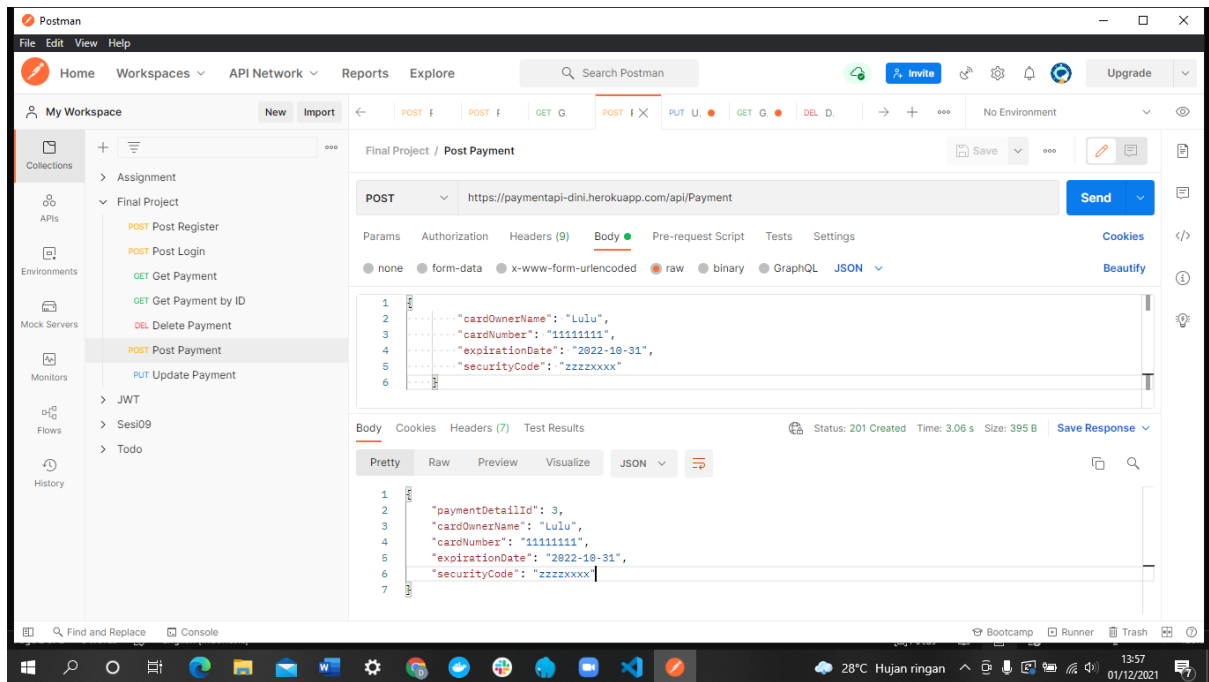 Postman
File Edit View Help
Home Workspaces API Network Reports Explore Search Postman Invite Upgrade
My Workspace New Import POST F POST F GET G POST F PUT U. GET G. DEL D. No Environment
Collections
APIs
Environments
Mock Servers
Monitors
Flows
History
Assignment
Final Project
POST Post Register
POST Post Login
GET Get Payment
GET Get Payment by ID
DEL Delete Payment
POST Post Payment
PUT Update Payment
JWT
Sesi09
Todo
Final Project / Post Payment Save
POST https://paymentapi-dini.herokuapp.com/api/Payment Send
Params Authorization Headers (9) Body Pre-request Script Tests Settings Cookies
none form-data x-www-form-urlencoded raw binary GraphQL JSON Beautify
1 {
2 "cardOwnerName": "Lulu",
3 "cardNumber": "11111111",
4 "expirationDate": "2022-10-31",
5 "securityCode": "zzzzxxxx"
6 }
Body Cookies Headers (7) Test Results Status: 201 Created Time: 3.06 s Size: 395 B Save Response
Pretty Raw Preview Visualize JSON
1 {
2 "paymentDetailId": 3,
3 "cardOwnerName": "Lulu",
4 "cardNumber": "11111111",
5 "expirationDate": "2022-10-31",
6 "securityCode": "zzzzxxxx"
7 }
Find and Replace Console Bootcamp Runner Trash
28°C Hujan ringan 13:57
01/12/2021